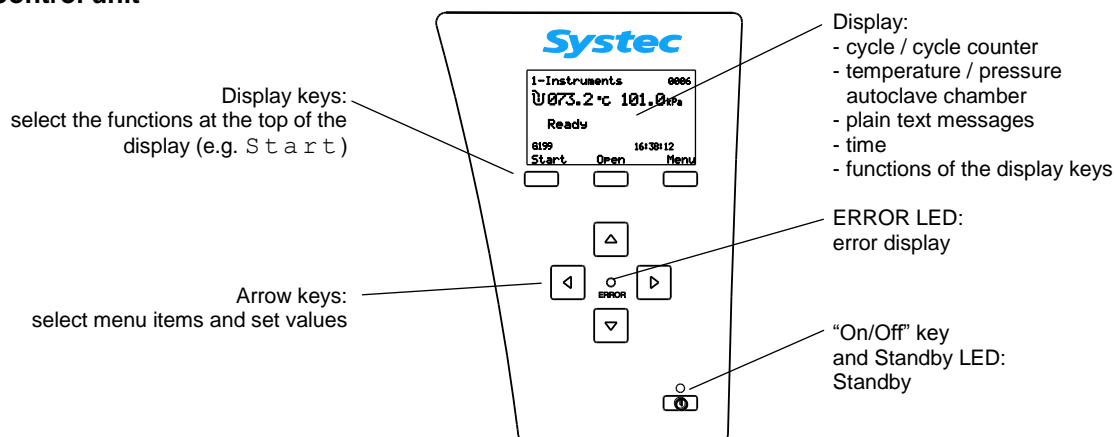 Control unit
Display keys:
select the functions at the top of the
display (e.g. Start)
Arrow keys:
select menu items and set values
Systec
1-Instruments 0006
073.2 °C 101.0kPa
Ready
G199 16:38:12
Start Open Menu
ERROR
Display:
- cycle / cycle counter
- temperature / pressure
autoclave chamber
- plain text messages
- time
- functions of the display keys
ERROR LED:
error display
“On/Off” key
and Standby LED:
Standby